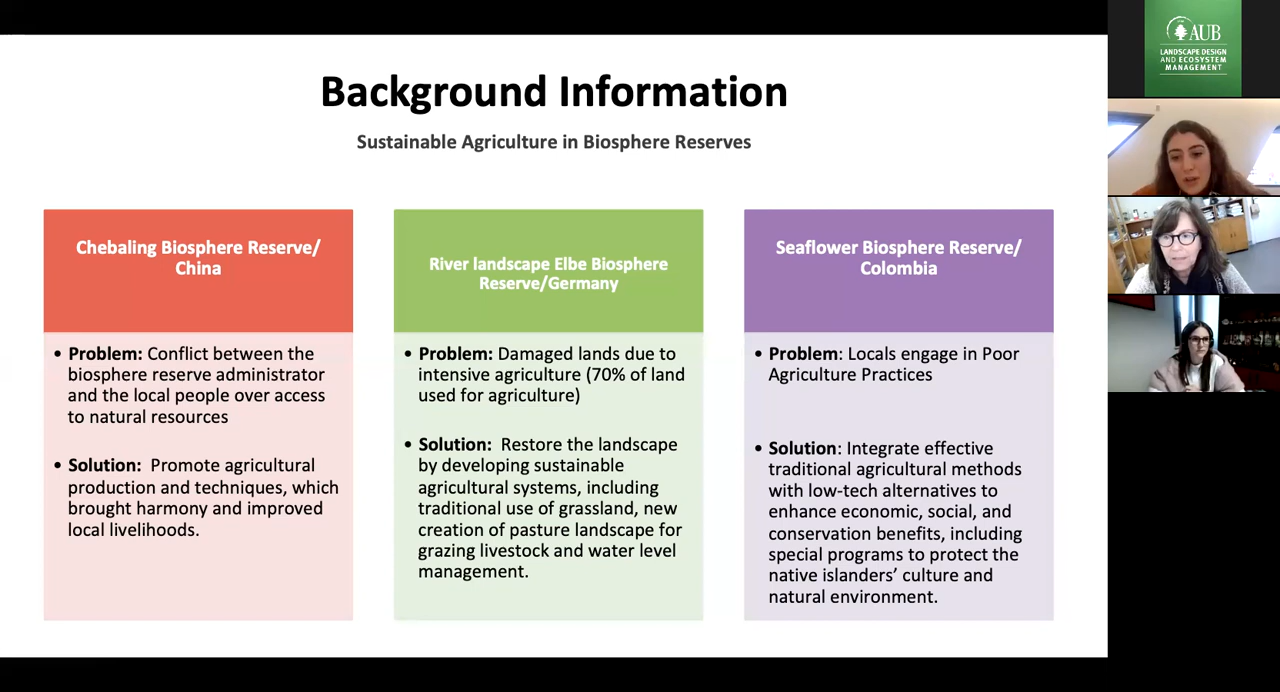 Background Information
Sustainable Agriculture in Biosphere Reserves
Chebaling Biosphere Reserve/
China
• Problem: Conflict between the
biosphere reserve administrator
and the local people over access
to natural resources
• Solution: Promote agricultural
production and techniques, which
brought harmony and improved
local livelihoods.
River landscape Elbe Biosphere
Reserve/Germany
• Problem: Damaged lands due to
intensive agriculture (70% of land
used for agriculture)
• Solution: Restore the landscape
by developing sustainable
agricultural systems, including
traditional use of grassland, new
creation of pasture landscape for
grazing livestock and water level
management.
Seaflower Biosphere Reserve/
Colombia
• Problem: Locals engage in Poor
Agriculture Practices
• Solution: Integrate effective
traditional agricultural methods
with low-tech alternatives to
enhance economic, social, and
conservation benefits, including
special programs to protect the
native islanders’ culture and
natural environment.
AUB
LANDSCAPE DESIGN
AND ECOSYSTEM
MANAGEMENT